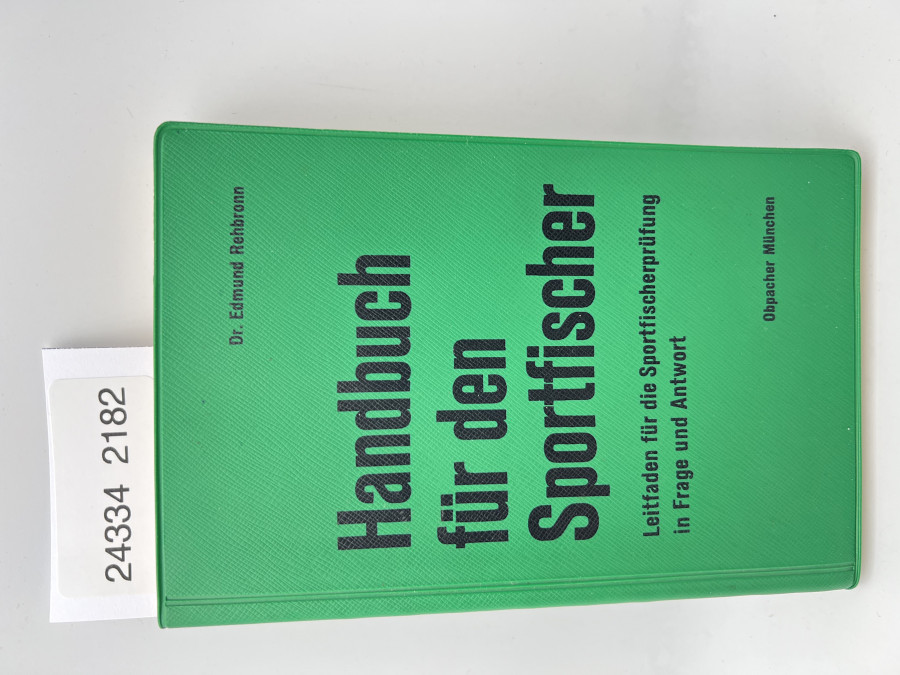 Dr. Edmund Rehbronn
Handbuch
für den
Sportfischer
Leitfaden für die Sportfischerprüfung
in Frage und Antwort
Obpacher München
24334 2182